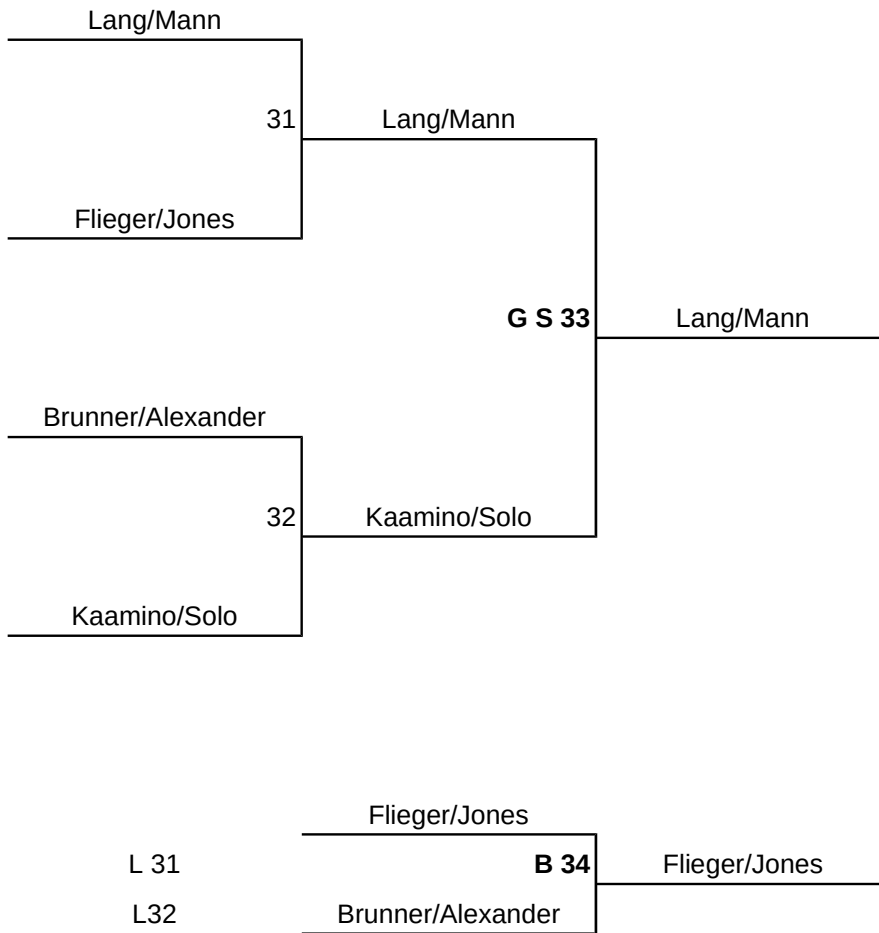 Lang/Mann
31 Lang/Mann
Flieger/Jones
G S 33 Lang/Mann
Brunner/Alexander
32 Kaamino/Solo
Kaamino/Solo
Flieger/Jones
L 31 B 34 Flieger/Jones
L32 Brunner/Alexander